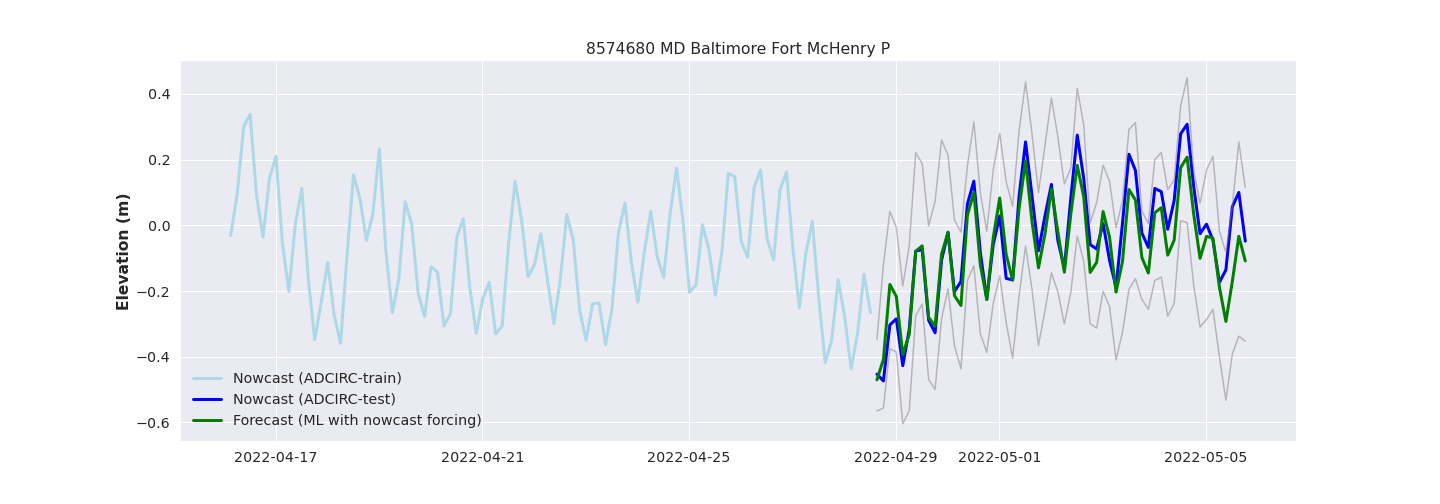 8574680 MD Baltimore Fort McHenry P
Elevation (m)
0.4
0.2
0.0
−0.2
−0.4
−0.6
Nowcast (ADCIRC-train)
Nowcast (ADCIRC-test)
Forecast (ML with nowcast forcing)
2022-04-17 2022-04-21 2022-04-25 2022-04-29 2022-05-01 2022-05-05